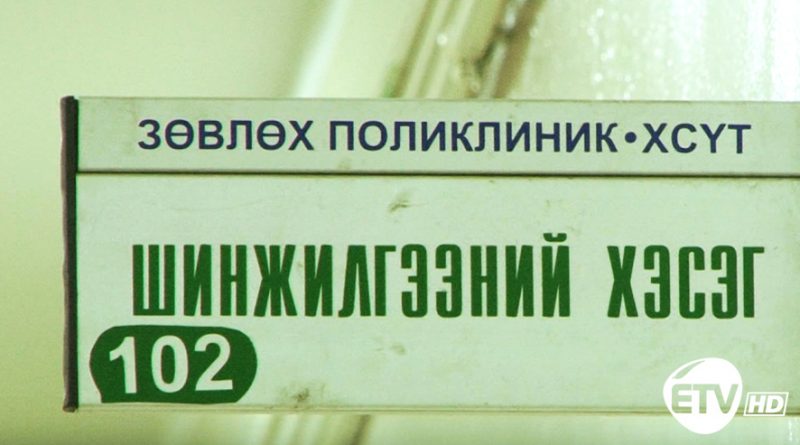 ЗӨВЛӨХ ПОЛИКЛИНИК•ХСҮТ
ШИНЖИЛГЭЭНИЙ ХЭСЭГ
102
ETV HD